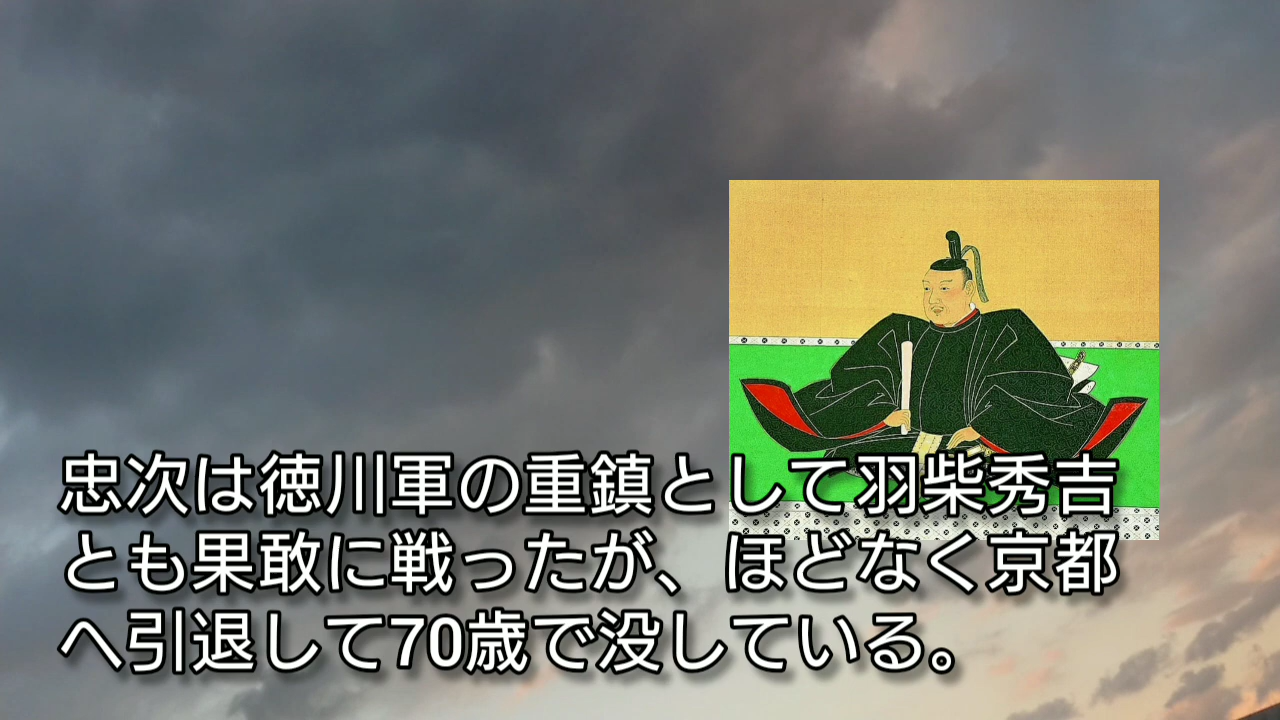 忠次は徳川軍の重鎮として羽柴秀吉
とも果敢に戦ったが、ほどなく京都
へ引退して70歳で没している。